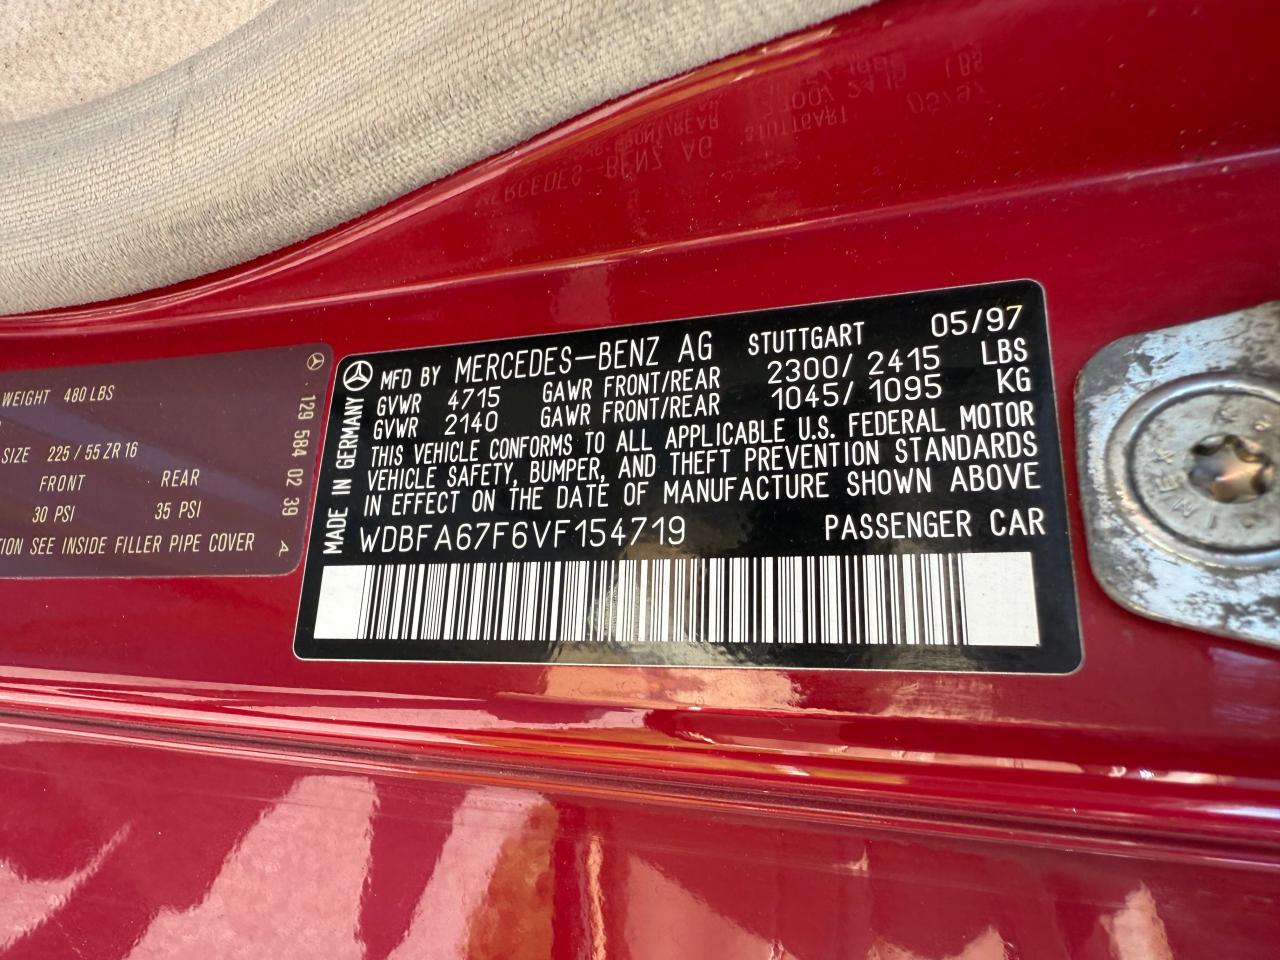 WEIGHT 480 LBS
SIZE 225 / 55 ZR 16
FRONT REAR
30 PSI 35 PSI
TION SEE INSIDE FILLER PIPE COVER
129 584 02 39 A
MADE IN GERMANY
MFD BY MERCEDES-BENZ AG STUTTGART 05/97
GVWR 4715 GAWR FRONT/REAR 2300/ 2415 LBS
GVWR 2140 GAWR FRONT/REAR 1045/ 1095 KG
THIS VEHICLE CONFORMS TO ALL APPLICABLE U.S. FEDERAL MOTOR
VEHICLE SAFETY, BUMPER, AND THEFT PREVENTION STANDARDS
IN EFFECT ON THE DATE OF MANUFACTURE SHOWN ABOVE
WDBFA67F6VF154719 PASSENGER CAR